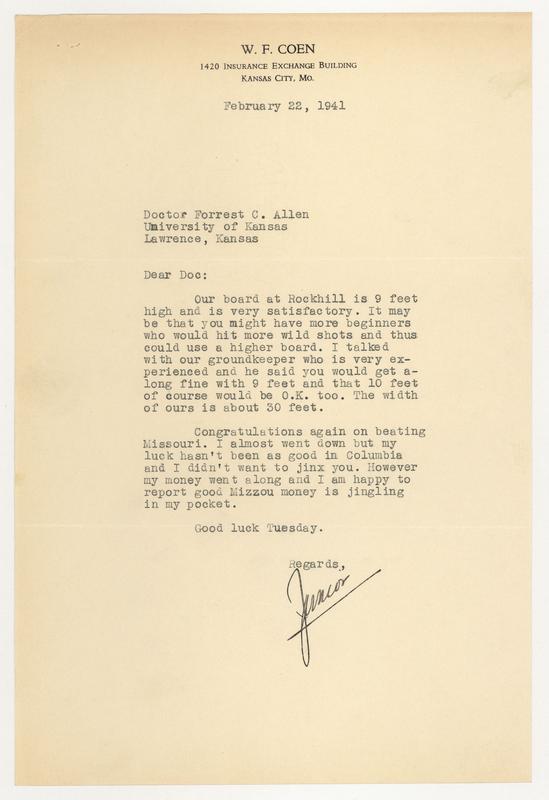 W. F. COEN
1420 INSURANCE EXCHANGE BUILDING
KANSAS CITY, MO.
February 22, 1941
Doctor Forrest C. Allen
University of Kansas
Lawrence, Kansas
Dear Doc:
Our board at Rockhill is 9 feet
high and is very satisfactory. It may
be that you might have more beginners
who would hit more wild shots and thus
could use a higher board. I talked
with our groundkeeper who is very ex-
perienced and he said you would get a-
long fine with 9 feet and that 10 feet
of course would be O.K. too. The width
of ours is about 30 feet.
Congratulations again on beating
Missouri. I almost went down but my
luck hasn't been as good in Columbia
and I didn't want to jinx you. However
my money went along and I am happy to
report good Mizzou money is jingling
in my pocket.
Good luck Tuesday.
Regards,
Junior